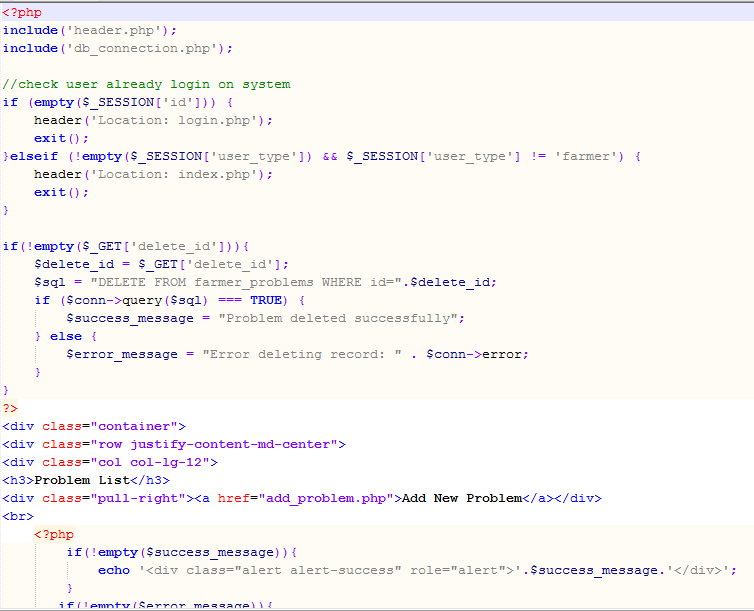 <?php
include('header.php');
include('db_connection.php');
//check user already login on system
if (empty($_SESSION['id'])) {
header('Location: login.php');
exit();
}elseif (!empty($_SESSION['user_type']) && $_SESSION['user_type'] != 'farmer') {
header('Location: index.php');
exit();
}
if(!empty($_GET['delete_id'])){
$delete_id = $_GET['delete_id'];
$sql = "DELETE FROM farmer_problems WHERE id=".$delete_id;
if ($conn->query($sql) === TRUE) {
$success_message = "Problem deleted successfully";
} else {
$error_message = "Error deleting record: " . $conn->error;
}
}
?>
<div class="container">
<div class="row justify-content-md-center">
<div class="col col-lg-12">
<h3>Problem List</h3>
<div class="pull-right"><a href="add_problem.php">Add New Problem</a></div>
<br>
<?php
if(!empty($success_message)){
echo '<div class="alert alert-success" role="alert">'.$success_message.'</div>';
}
if(!empty($error_message)){